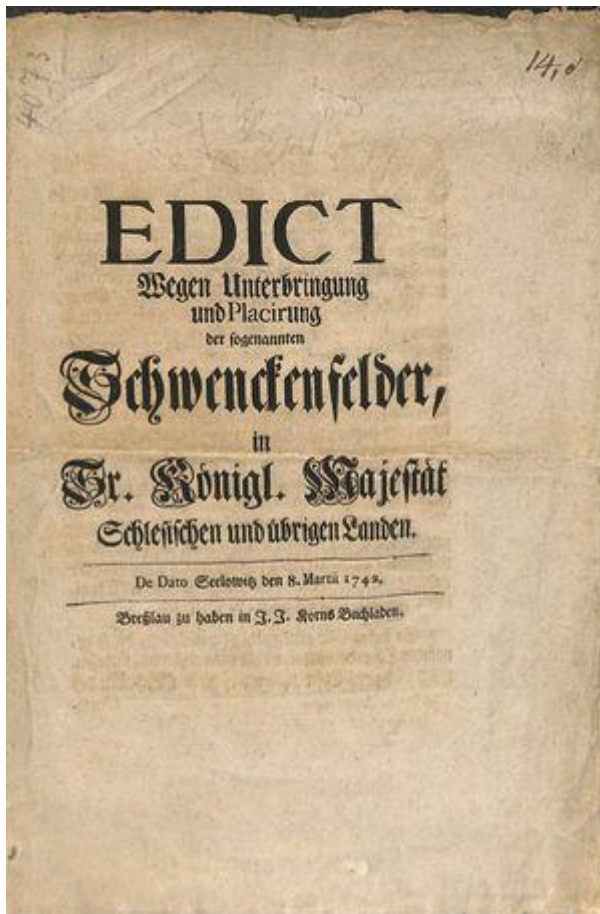 4073
14,
EDICT
Wegen Unterbringung
und Placirung
der sogenannten
Schwenckenfelder,
in
Sr. Königl. Majestät
Schlesischen und übrigen Landen.
De Dato Seelowitz den 8. Martii 1742.
Breßlau zu haben in J. J. Korns Buchladen.